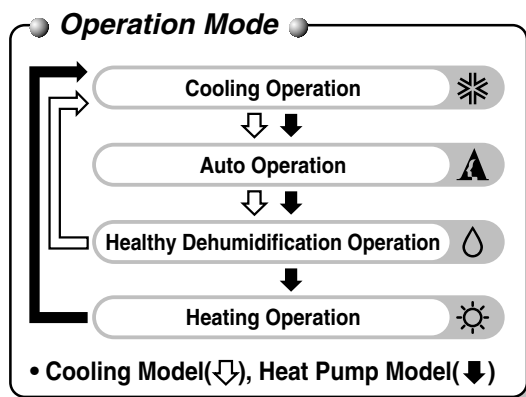 Operation Mode
Cooling Operation
Auto Operation
Healthy Dehumidification Operation
Heating Operation
• Cooling Model(⇩), Heat Pump Model(⬇)